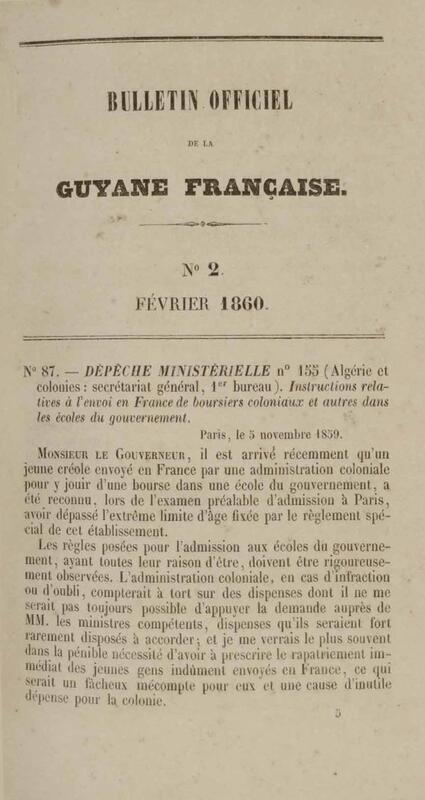 BULLETIN OFFICIEL
DE LA
GUYANE FRANÇAISE.
N° 2.
FÉVRIER 1860.
N° 87. — DÉPÊCHE MINISTÉRIELLE n° 155 (Algérie et
colonies : secrétariat général, 1er bureau). Instructions rela-
tives à l'envoi en France de boursiers coloniaux et autres dans
les écoles du gouvernement.
Paris, le 5 novembre 1859.
MONSIEUR LE GOUVERNEUR, il est arrivé récemment qu'un
jeune créole envoyé en France par une administration coloniale
pour y jouir d'une bourse dans une école du gouvernement, a
été reconnu, lors de l'examen préalable d'admission à Paris,
avoir dépassé l'extrême limite d'âge fixée par le règlement spé-
cial de cet établissement.
Les règles posées pour l'admission aux écoles du gouverne-
ment, ayant toutes leur raison d'être, doivent être rigoureuse-
ment observées. L'administration coloniale, en cas d'infraction
ou d'oubli, compterait à tort sur des dispenses dont il ne me
serait pas toujours possible d'appuyer la demande auprès de
MM. les ministres compétents, dispenses qu'ils seraient fort
rarement disposés à accorder; et je me verrais le plus souvent
dans la pénible nécessité d'avoir à prescrire le rapatriement im-
médiat des jeunes gens indûment envoyés en France, ce qui
serait un fâcheux mécompte pour eux et une cause d'inutile
dépense pour la colonie.
5